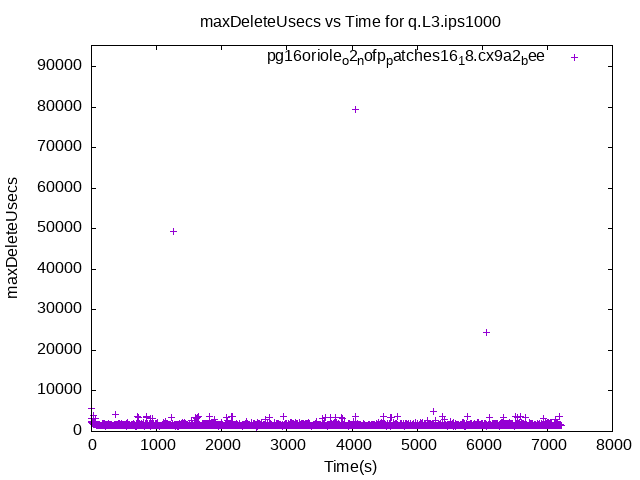 maxDeleteUsecs vs Time for q.L3.ips1000
pg16oriole_o2_nofp_patches16_18.cx9a2_bee
90000
80000
70000
60000
50000
40000
30000
20000
10000
0
maxDeleteUsecs
0 1000 2000 3000 4000 5000 6000 7000 8000
Time(s)